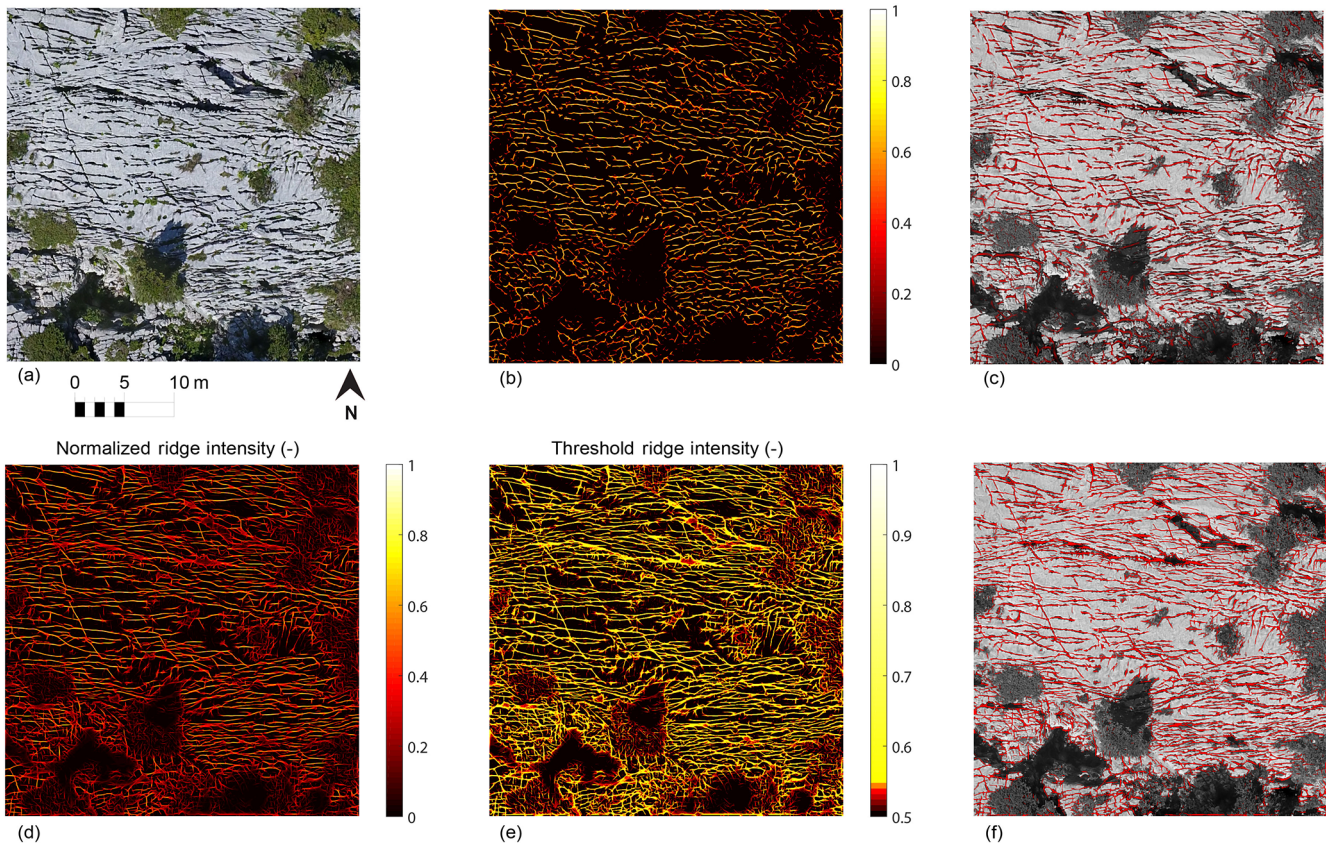 1
0.8
0.6
0.4
0.2
0
(a)
(b)
(c)
0 5 10 m
N
Normalized ridge intensity (-)
Threshold ridge intensity (-)
1
0.8
0.6
0.4
0.2
0
1
0.9
0.8
0.7
0.6
0.5
(d)
(e)
(f)